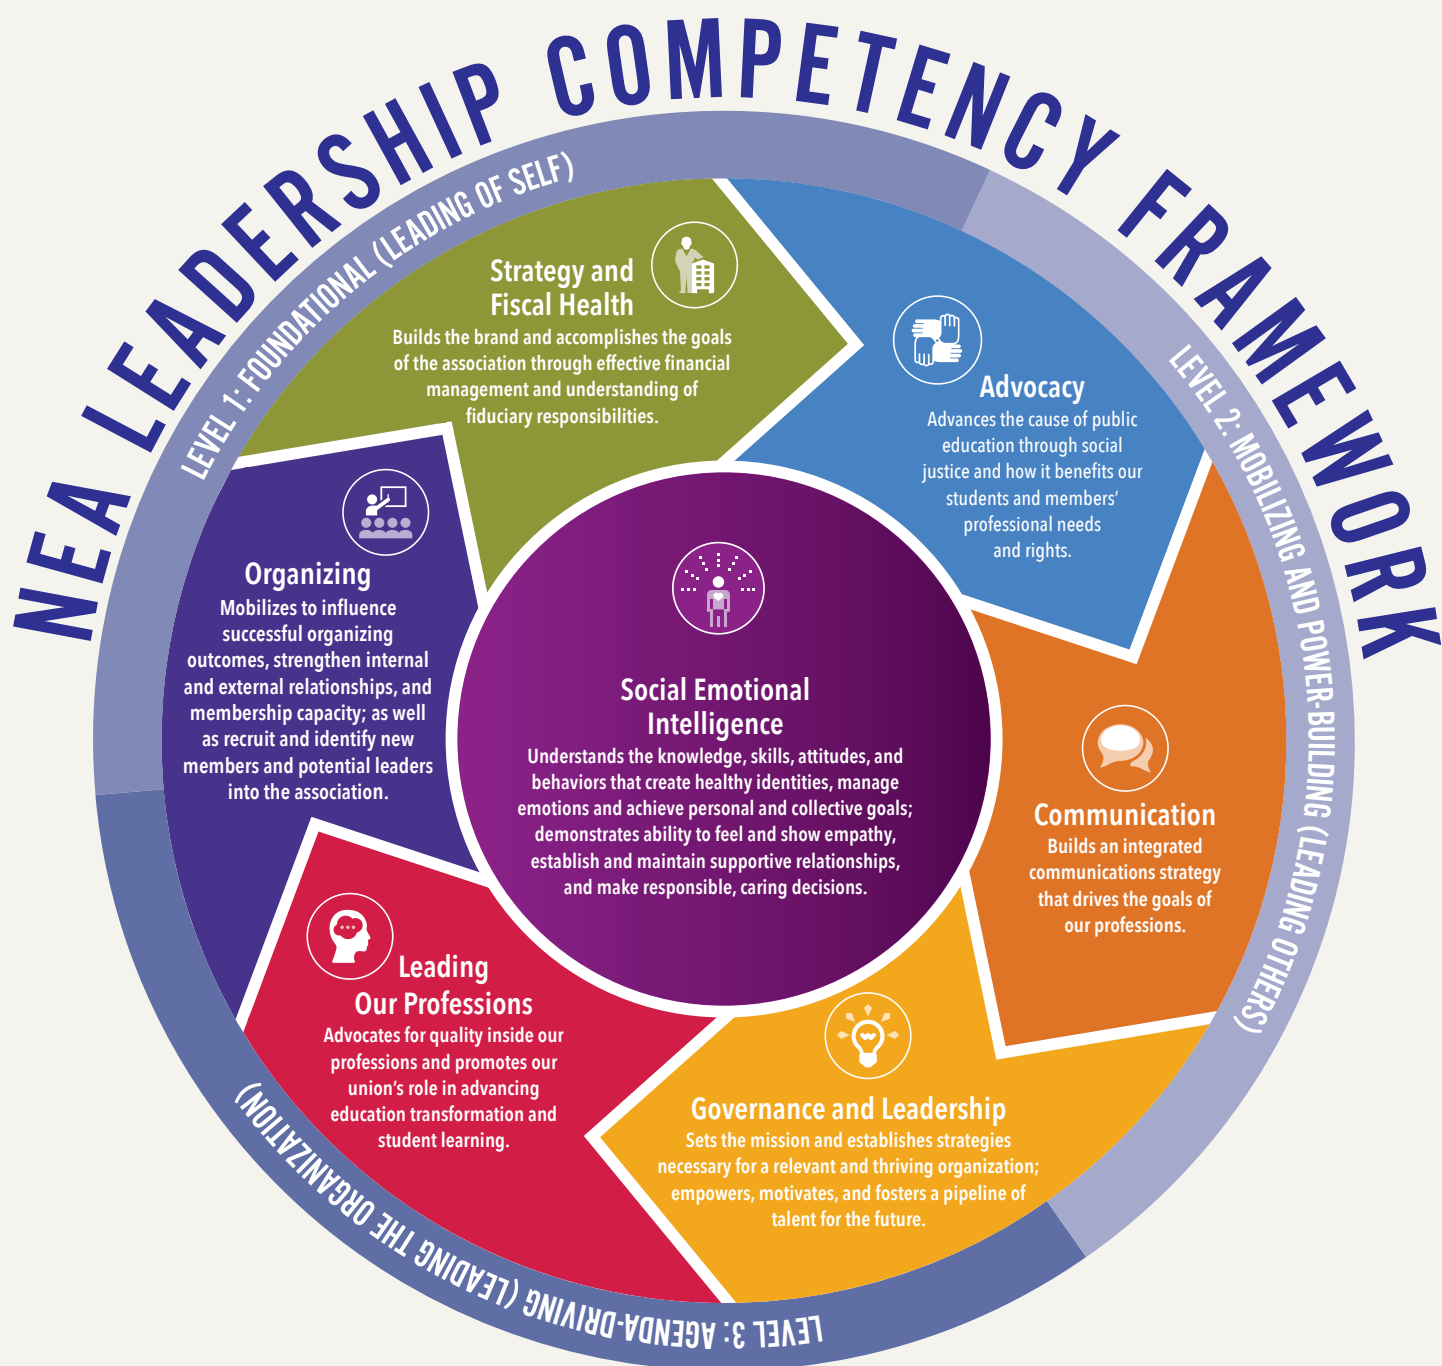 NEA LEADERSHIP COMPETENCY FRAMEWORK
LEVEL 1: FOUNDATIONAL (LEADING OF SELF)
LEVEL 2: MOBILIZING AND POWER-BUILDING (LEADING OTHERS)
LEVEL 3: AGENDA-DRIVING (LEADING THE ORGANIZATION)
Strategy and
Fiscal Health
Builds the brand and accomplishes the goals
of the association through effective financial
management and understanding of
fiduciary responsibilities.
Advocacy
Advances the cause of public
education through social
justice and how it benefits our
students and members’
professional needs
and rights.
Communication
Builds an integrated
communications strategy
that drives the goals of
our professions.
Governance and Leadership
Sets the mission and establishes strategies
necessary for a relevant and thriving organization;
empowers, motivates, and fosters a pipeline of
talent for the future.
Leading
Our Professions
Advocates for quality inside our
professions and promotes our
union’s role in advancing
education transformation and
student learning.
Organizing
Mobilizes to influence
successful organizing
outcomes, strengthen internal
and external relationships, and
membership capacity; as well
as recruit and identify new
members and potential leaders
into the association.
Social Emotional
Intelligence
Understands the knowledge, skills, attitudes, and
behaviors that create healthy identities, manage
emotions and achieve personal and collective goals;
demonstrates ability to feel and show empathy,
establish and maintain supportive relationships,
and make responsible, caring decisions.